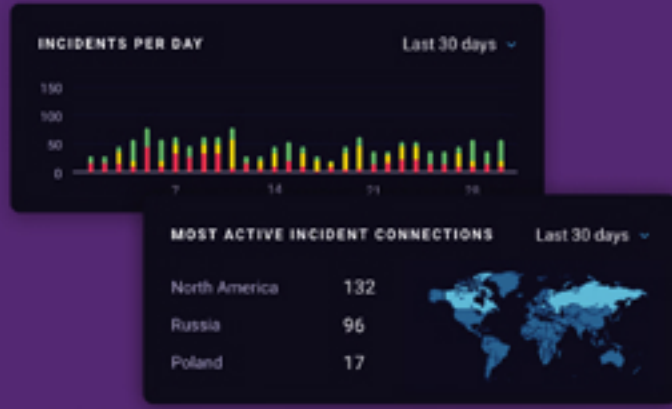 INCIDENTS PER DAY
Last 30 days
150
100
50
0
7 14 21 28
MOST ACTIVE INCIDENT CONNECTIONS
Last 30 days
North America 132
Russia 96
Poland 17